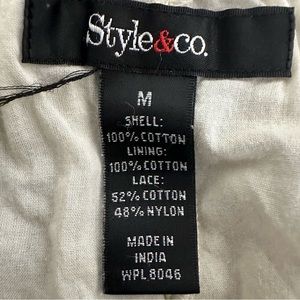 Style&co.
M
SHELL:
100% COTTON
LINING:
100% COTTON
LACE:
52% COTTON
48% NYLON
MADE IN
INDIA
WPL 8046